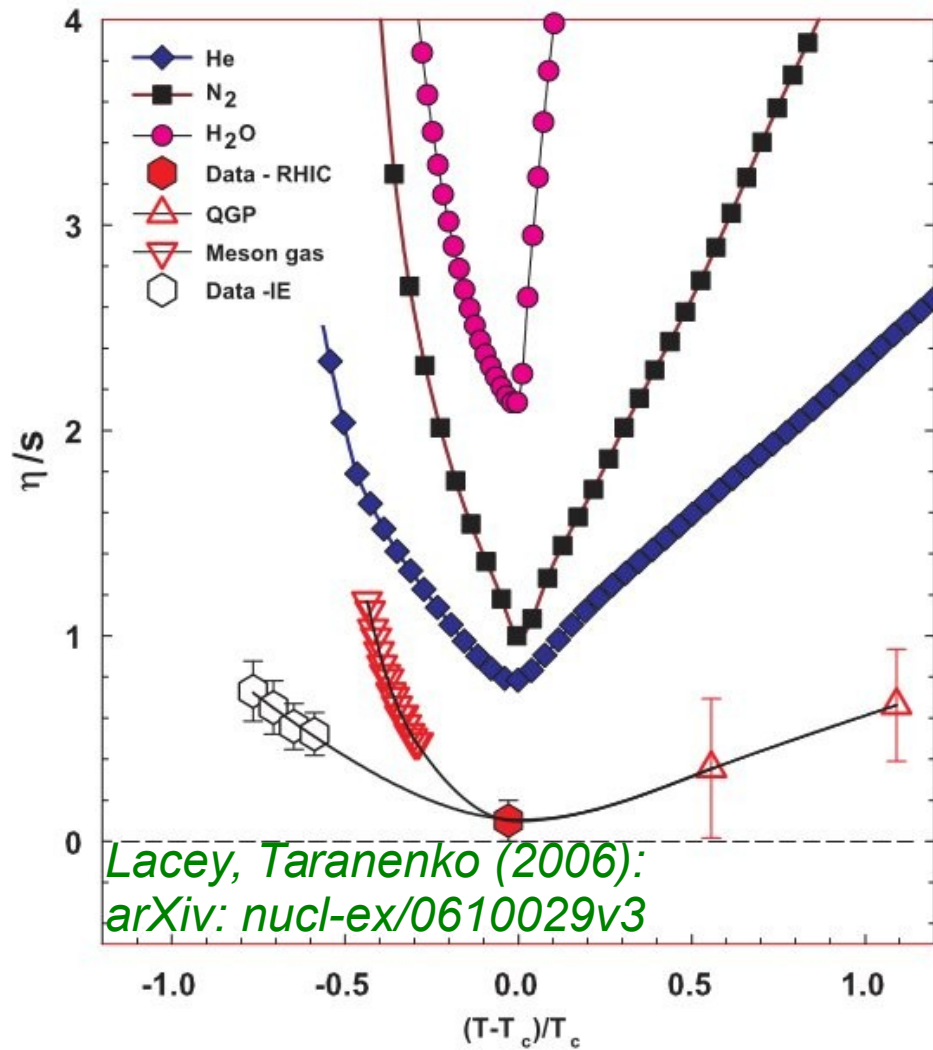 4
3
2
1
0
η/s
He
N2
H2O
Data - RHIC
QGP
Meson gas
Data -IE
Lacey, Taranenko (2006):
arXiv: nucl-ex/0610029v3
-1.0 -0.5 0.0 0.5 1.0
(T-Tc)/Tc